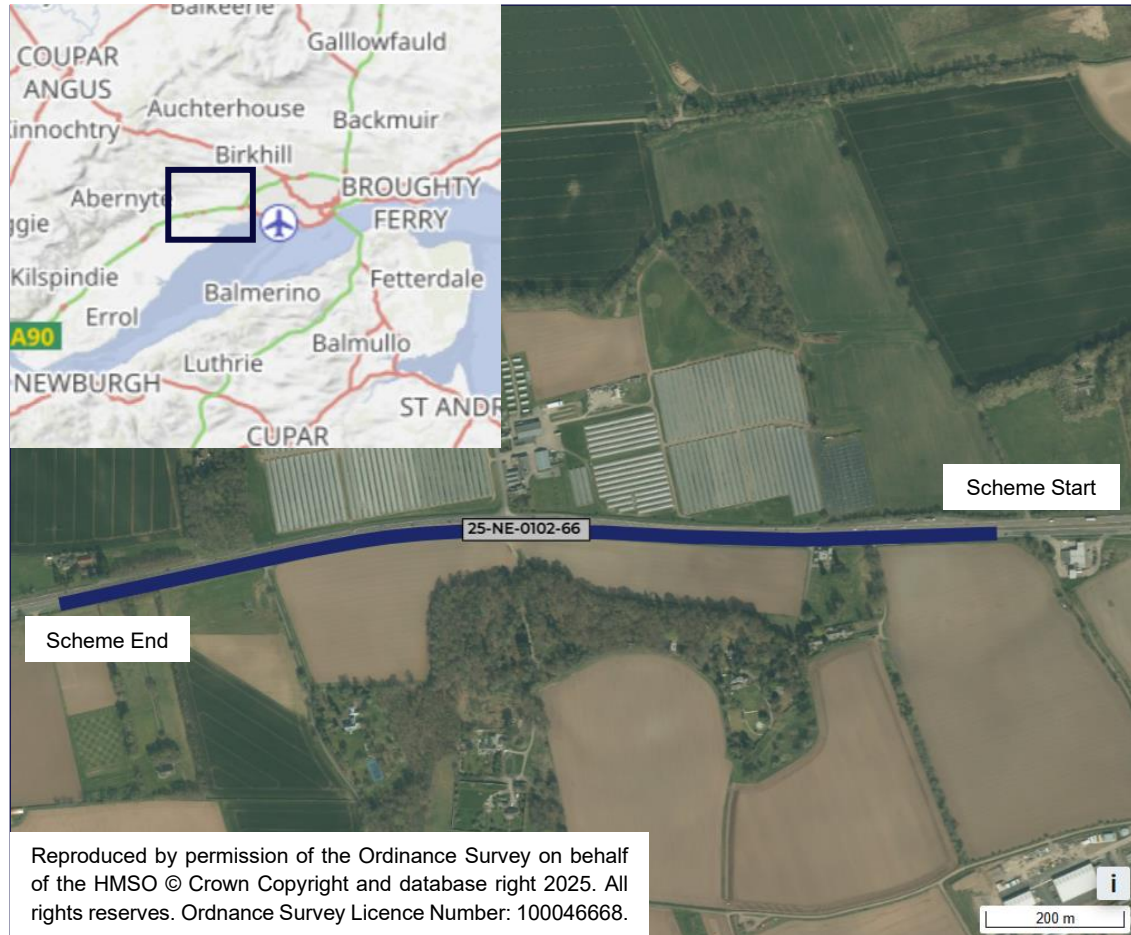 Balkeerie
Galllowfauld
COUPAR
ANGUS
Auchterhouse
Kinnochtry
Backmuir
Birkhill
Abernyte
BROUGHTY
FERRY
ggie
Kilspindie
Fetterdale
Balmerino
Errol
A90
Balmullo
Luthrie
NEWBURGH
ST ANDR
CUPAR
Scheme Start
25-NE-0102-66
Scheme End
Reproduced by permission of the Ordinance Survey on behalf
of the HMSO © Crown Copyright and database right 2025. All
rights reserves. Ordnance Survey Licence Number: 100046668.
i
200 m